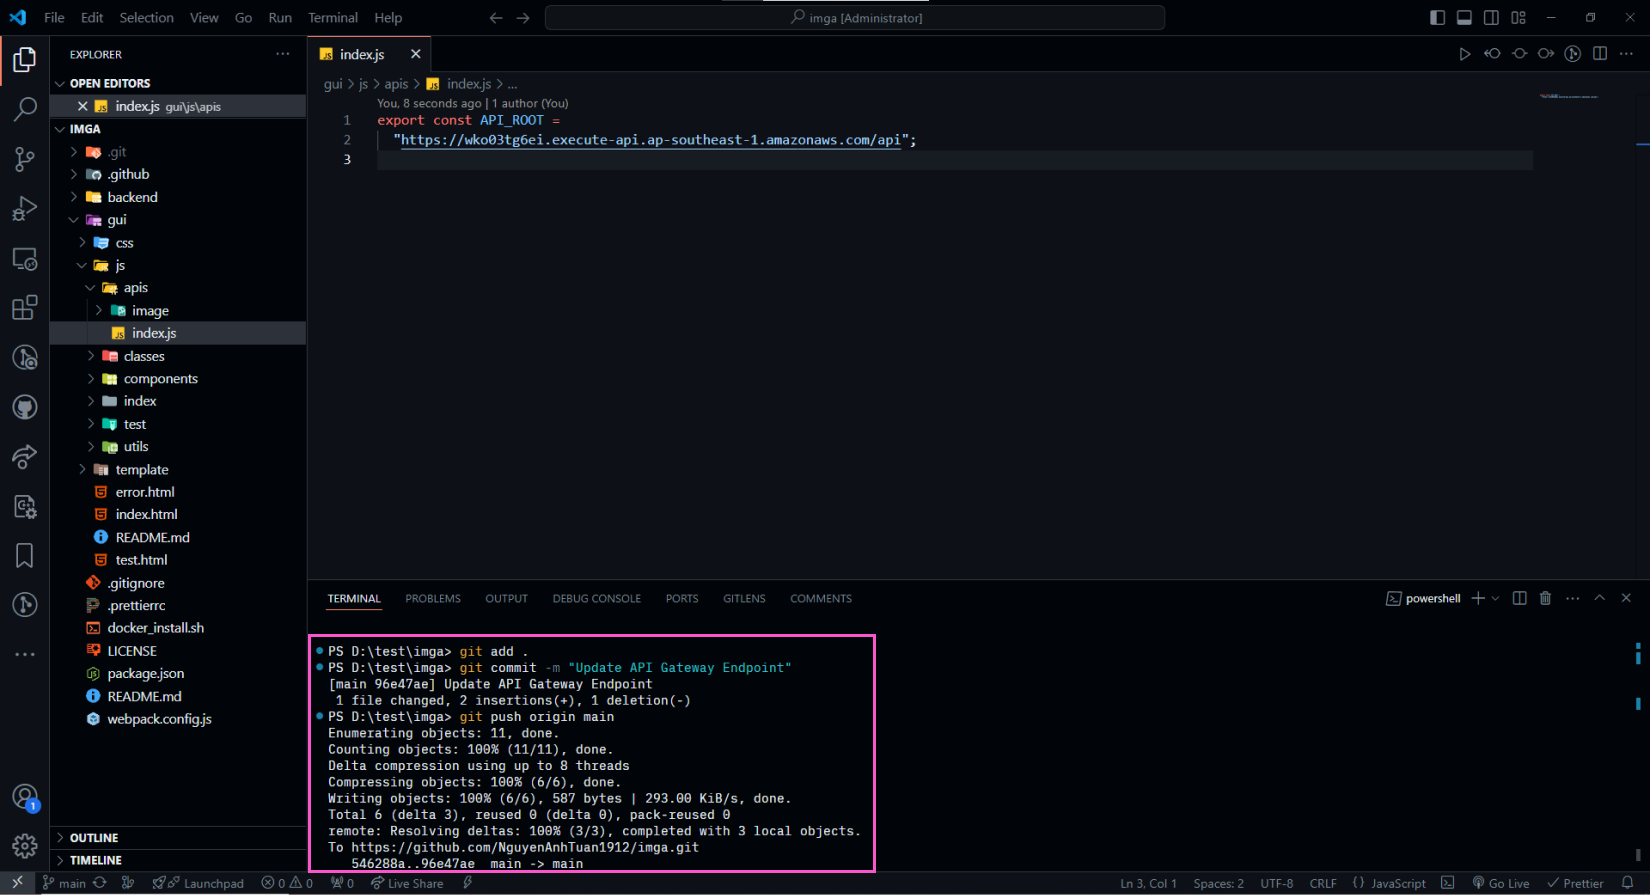 File Edit Selection View Go Run Terminal Help
imga [Administrator]
EXPLORER
OPEN EDITORS
index.js gui\js\apis
IMGA
.git
.github
backend
gui
css
js
apis
image
index.js
classes
components
index
test
utils
template
error.html
index.html
README.md
test.html
.gitignore
.prettierrc
docker_install.sh
LICENSE
package.json
README.md
webpack.config.js
OUTLINE
TIMELINE
1
index.js
gui > js > apis > index.js > ...
You, 8 seconds ago | 1 author (You)
1 export const API_ROOT =
2 "https://wko03tg6ei.execute-api.ap-southeast-1.amazonaws.com/api";
3
TERMINAL PROBLEMS OUTPUT DEBUG CONSOLE PORTS GITLENS COMMENTS
powershell
PS D:\test\imga> git add .
PS D:\test\imga> git commit -m "Update API Gateway Endpoint"
[main 96e47ae] Update API Gateway Endpoint
1 file changed, 2 insertions(+), 1 deletion(-)
PS D:\test\imga> git push origin main
Enumerating objects: 11, done.
Counting objects: 100% (11/11), done.
Delta compression using up to 8 threads
Compressing objects: 100% (6/6), done.
Writing objects: 100% (6/6), 587 bytes | 293.00 KiB/s, done.
Total 6 (delta 3), reused 0 (delta 0), pack-reused 0
remote: Resolving deltas: 100% (3/3), completed with 3 local objects.
To https://github.com/NguyenAnhTuan1912/imga.git
546288a..96e47ae main -> main
main Launchpad 0 0 0 Live Share Ln 3, Col 1 Spaces: 2 UTF-8 CRLF {} JavaScript Go Live Prettier